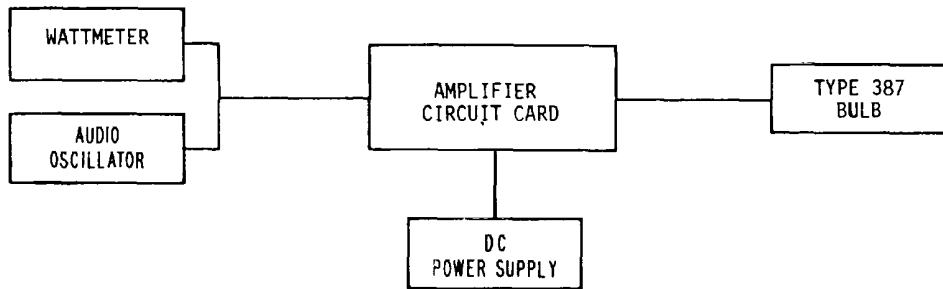 WATTMETER
AUDIO
OSCILLATOR
AMPLIFIER
CIRCUIT CARD
TYPE 387
BULB
DC
POWER SUPPLY